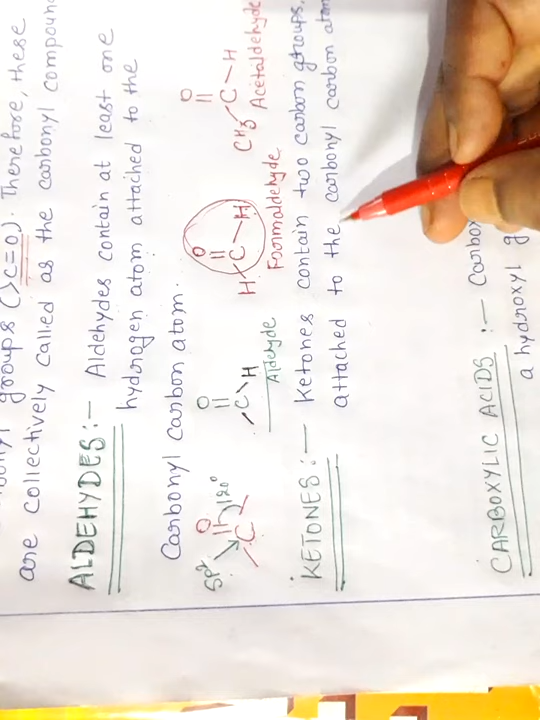 groups (>C=O). Therefore, these
are collectively called as the carbonyl
ALDEHYDES:- Aldehydes contain at least one
hydrogen atom attached to the
Carbonyl carbon atom.
Sp² O 120° C
O C H
Aldehyde
O H C H
Formaldehyde
O CH₃ C H
Acetaldehyde
KETONES:- Ketones contain two carbon groups,
attached to the carbonyl carbon atom
CARBOXYLIC ACIDS :-
a hydroxyl